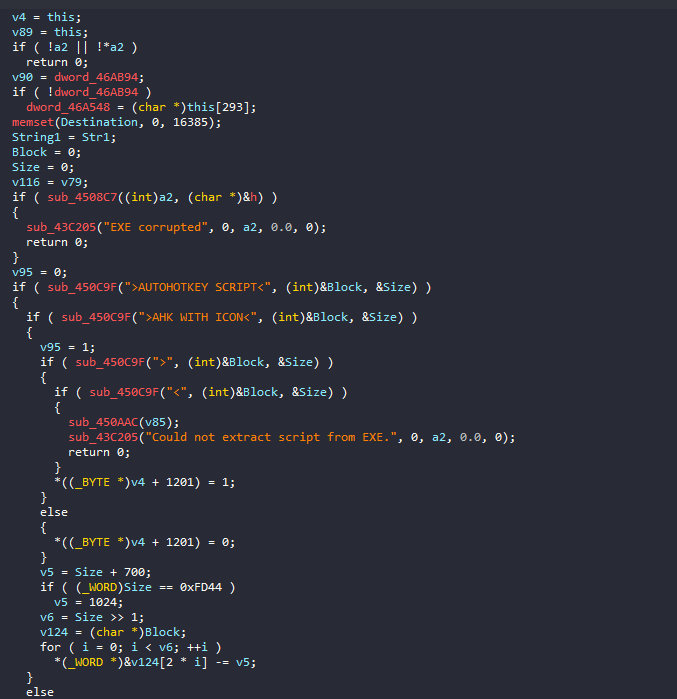 v4 = this;
v89 = this;
if ( !a2 || !*a2 )
return 0;
v90 = dword_46AB94;
if ( !dword_46AB94 )
dword_46A548 = (char *)this[293];
memset(Destination, 0, 16385);
String1 = Str1;
Block = 0;
Size = 0;
v116 = v79;
if ( sub_4508C7((int)a2, (char *)&h) )
{
sub_43C205("EXE corrupted", 0, a2, 0.0, 0);
return 0;
}
v95 = 0;
if ( sub_450C9F(">AUTOHOTKEY SCRIPT<", (int)&Block, &Size) )
{
if ( sub_450C9F(">AHK WITH ICON<", (int)&Block, &Size) )
{
v95 = 1;
if ( sub_450C9F(">", (int)&Block, &Size) )
{
if ( sub_450C9F("<", (int)&Block, &Size) )
{
sub_450AAC(v85);
sub_43C205("Could not extract script from EXE.", 0, a2, 0.0, 0);
return 0;
}
*((_BYTE *)v4 + 1201) = 1;
}
else
{
*((_BYTE *)v4 + 1201) = 0;
}
v5 = Size + 700;
if ( (_WORD)Size == 0xFD44 )
v5 = 1024;
v6 = Size >> 1;
v124 = (char *)Block;
for ( i = 0; i < v6; ++i )
*(_WORD *)&v124[2 * i] -= v5;
}
else